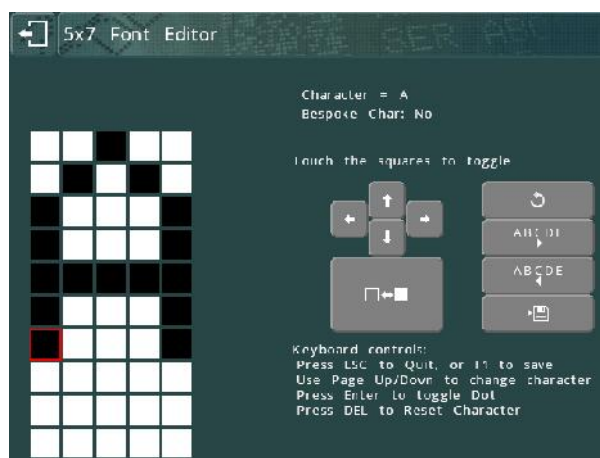 5x7 Font Editor
Character = A
Bespoke Char: No
Touch the squares to toggle
ABCDE
ABCDE
Keyboard controls:
Press ESC to Quit, or F1 to save
Use Page Up/Down to change character
Press Enter to toggle Dot
Press DEL to Reset Character